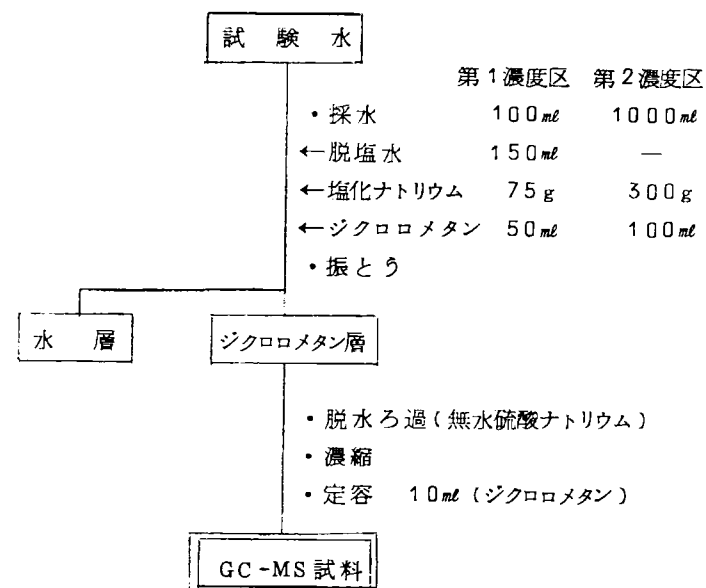 試験水
第1濃度区 第2濃度区
・採水 100㎖ 1000㎖
←脱塩水 150㎖ —
←塩化ナトリウム 75g 300g
←ジクロロメタン 50㎖ 100㎖
・振とう
水層 ジクロロメタン層
・脱水ろ過(無水硫酸ナトリウム)
・濃縮
・定容 10㎖(ジクロロメタン)
GC-MS試料